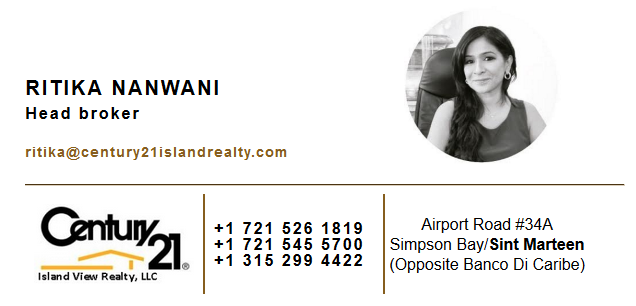 RITIKA NANWANI
Head broker
ritika@century21islandrealty.com
Century 21®
Island View Realty, LLC
+1 721 526 1819
+1 721 545 5700
+1 315 299 4422
Airport Road #34A
Simpson Bay/Sint Marteen
(Opposite Banco Di Caribe)